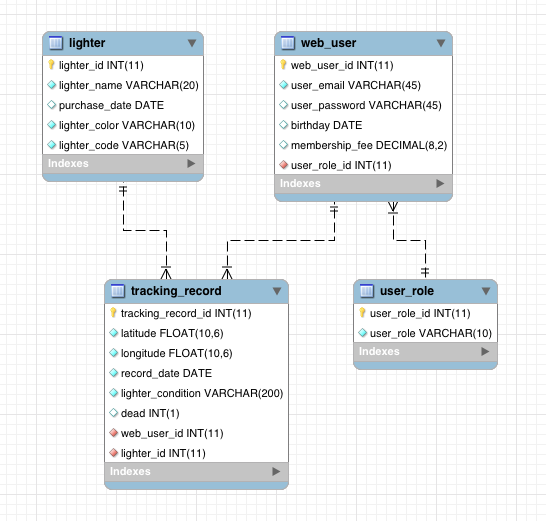 lighter
lighter_id INT(11)
lighter_name VARCHAR(20)
purchase_date DATE
lighter_color VARCHAR(10)
lighter_code VARCHAR(5)
Indexes
web_user
web_user_id INT(11)
user_email VARCHAR(45)
user_password VARCHAR(45)
birthday DATE
membership_fee DECIMAL(8,2)
user_role_id INT(11)
Indexes
tracking_record
tracking_record_id INT(11)
latitude FLOAT(10,6)
longitude FLOAT(10,6)
record_date DATE
lighter_condition VARCHAR(200)
dead INT(1)
web_user_id INT(11)
lighter_id INT(11)
Indexes
user_role
user_role_id INT(11)
user_role VARCHAR(10)
Indexes